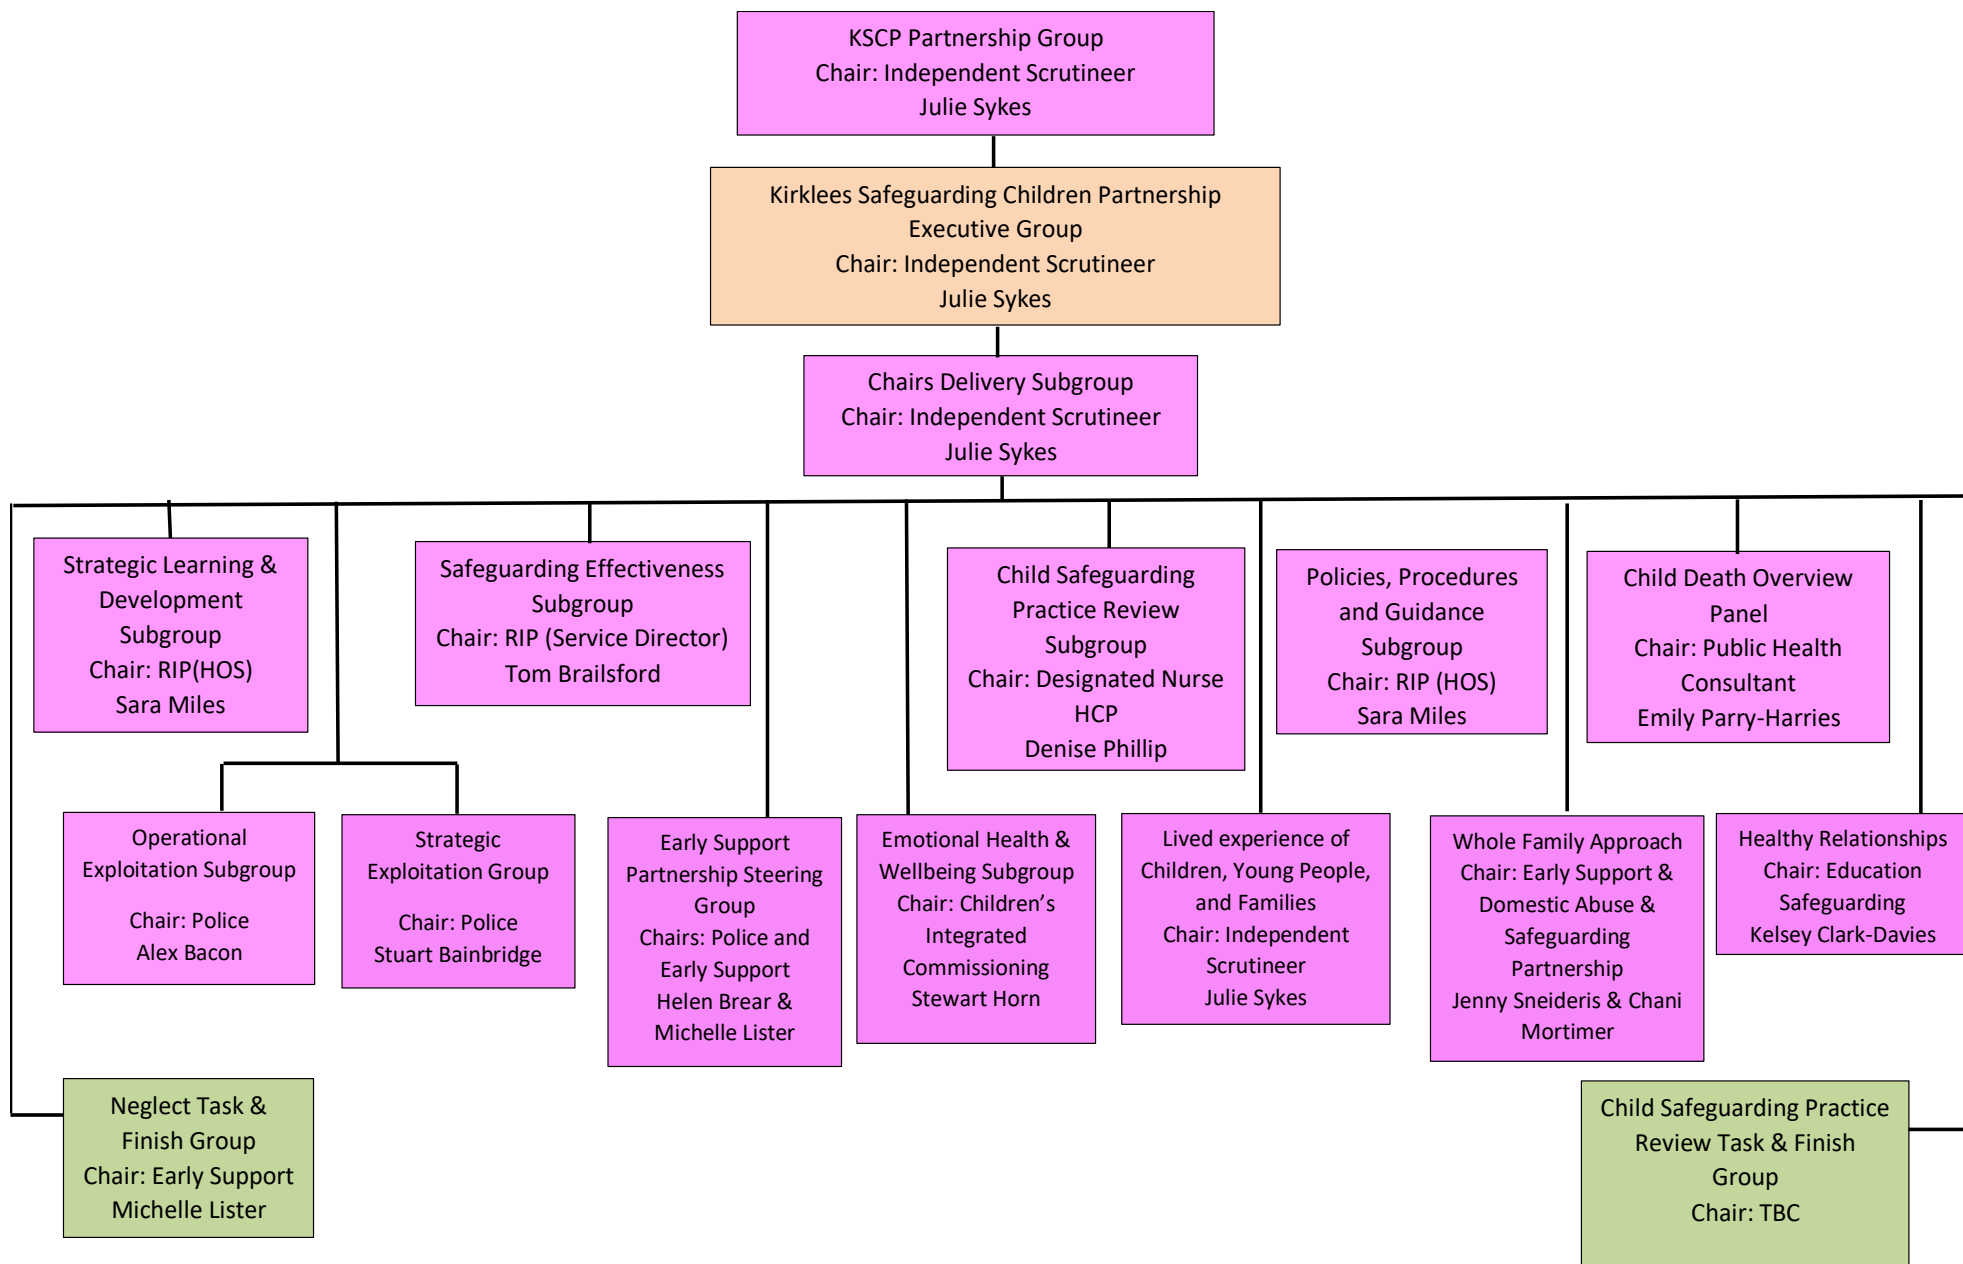 KSCP Partnership Group
Chair: Independent Scrutineer
Julie Sykes
Kirklees Safeguarding Children Partnership
Executive Group
Chair: Independent Scrutineer
Julie Sykes
Chairs Delivery Subgroup
Chair: Independent Scrutineer
Julie Sykes
Strategic Learning &
Development
Subgroup
Chair: RIP(HOS)
Sara Miles
Safeguarding Effectiveness
Subgroup
Chair: RIP (Service Director)
Tom Brailsford
Child Safeguarding
Practice Review
Subgroup
Chair: Designated Nurse
HCP
Denise Phillip
Policies, Procedures
and Guidance
Subgroup
Chair: RIP (HOS)
Sara Miles
Child Death Overview
Panel
Chair: Public Health
Consultant
Emily Parry-Harries
Operational
Exploitation Subgroup
Chair: Police
Alex Bacon
Strategic
Exploitation Group
Chair: Police
Stuart Bainbridge
Early Support
Partnership Steering
Group
Chairs: Police and
Early Support
Helen Brear &
Michelle Lister
Emotional Health &
Wellbeing Subgroup
Chair: Children’s
Integrated
Commissioning
Stewart Horn
Lived experience of
Children, Young People,
and Families
Chair: Independent
Scrutineer
Julie Sykes
Whole Family Approach
Chair: Early Support &
Domestic Abuse &
Safeguarding
Partnership
Jenny Sneideris & Chani
Mortimer
Healthy Relationships
Chair: Education
Safeguarding
Kelsey Clark-Davies
Neglect Task &
Finish Group
Chair: Early Support
Michelle Lister
Child Safeguarding Practice
Review Task & Finish
Group
Chair: TBC